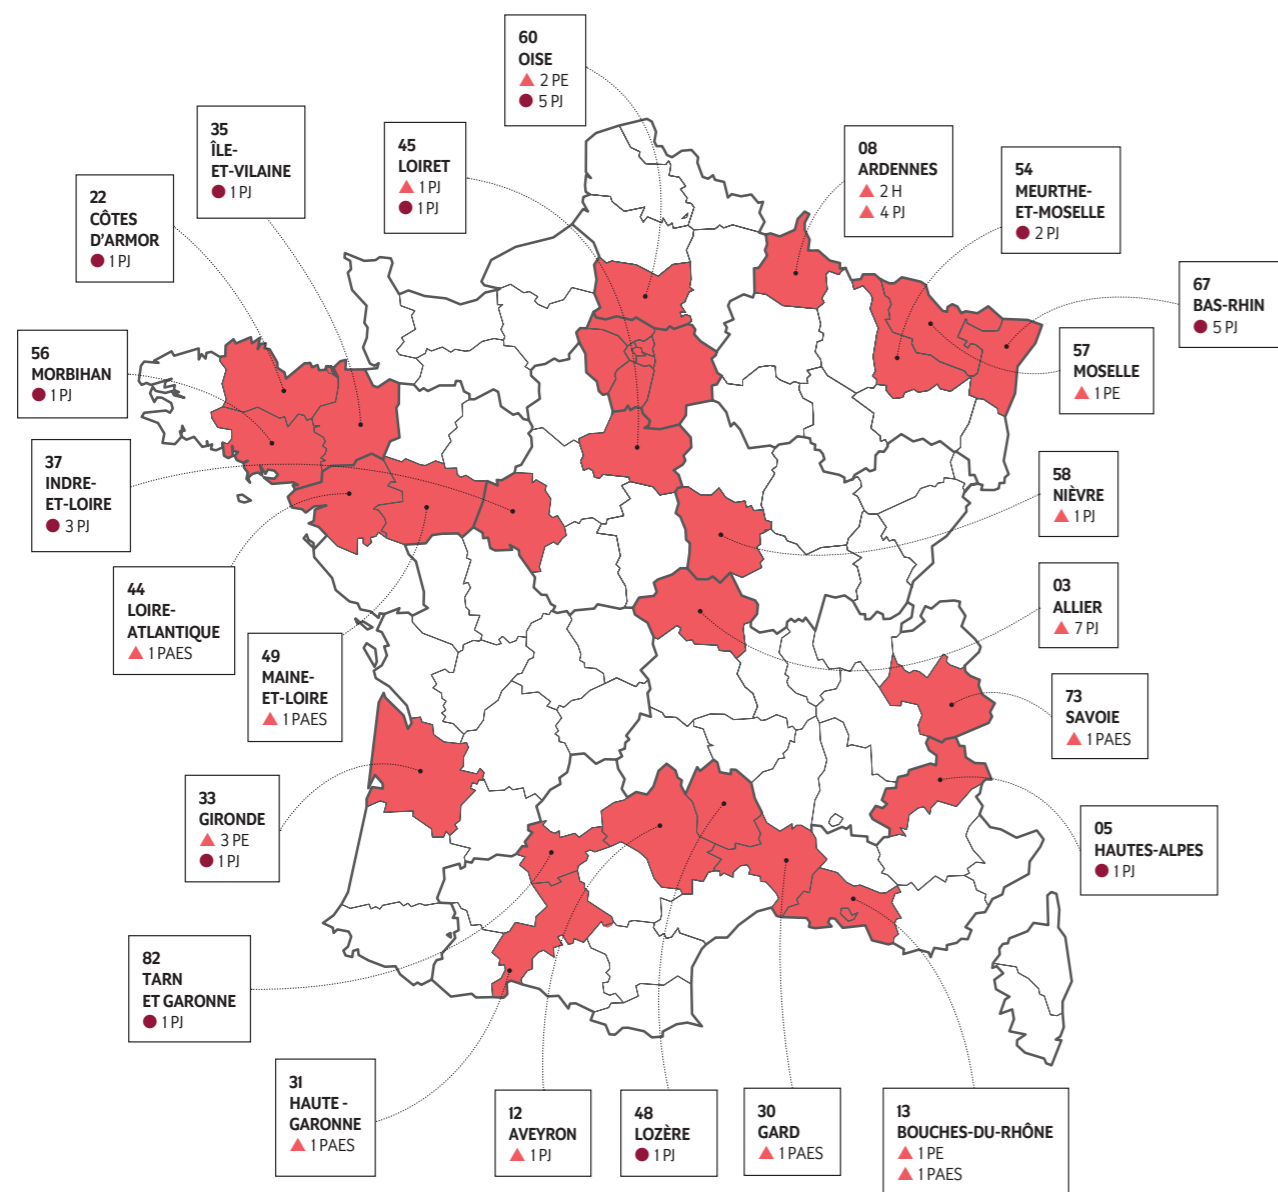 60
OISE
2 PE
5 PJ
35
ÎLE-
ET-VILAINE
1 PJ
45
LOIRET
1 PJ
1 PJ
08
ARDENNES
2 H
4 PJ
54
MEURTHE-
ET-MOSELLE
2 PJ
22
CÔTES
D'ARMOR
1 PJ
67
BAS-RHIN
5 PJ
56
MORBIHAN
1 PJ
57
MOSELLE
1 PE
37
INDRE-
ET-LOIRE
3 PJ
58
NIÈVRE
1 PJ
44
LOIRE-
ATLANTIQUE
1 PAES
03
ALLIER
7 PJ
49
MAINE-
ET-LOIRE
1 PAES
73
SAVOIE
1 PAES
33
GIRONDE
3 PE
1 PJ
05
HAUTES-ALPES
1 PJ
82
TARN
ET GARONNE
1 PJ
31
HAUTE -
GARONNE
1 PAES
12
AVEYRON
1 PJ
48
LOZÈRE
1 PJ
30
GARD
1 PAES
13
BOUCHES-DU-RHÔNE
1 PE
1 PAES